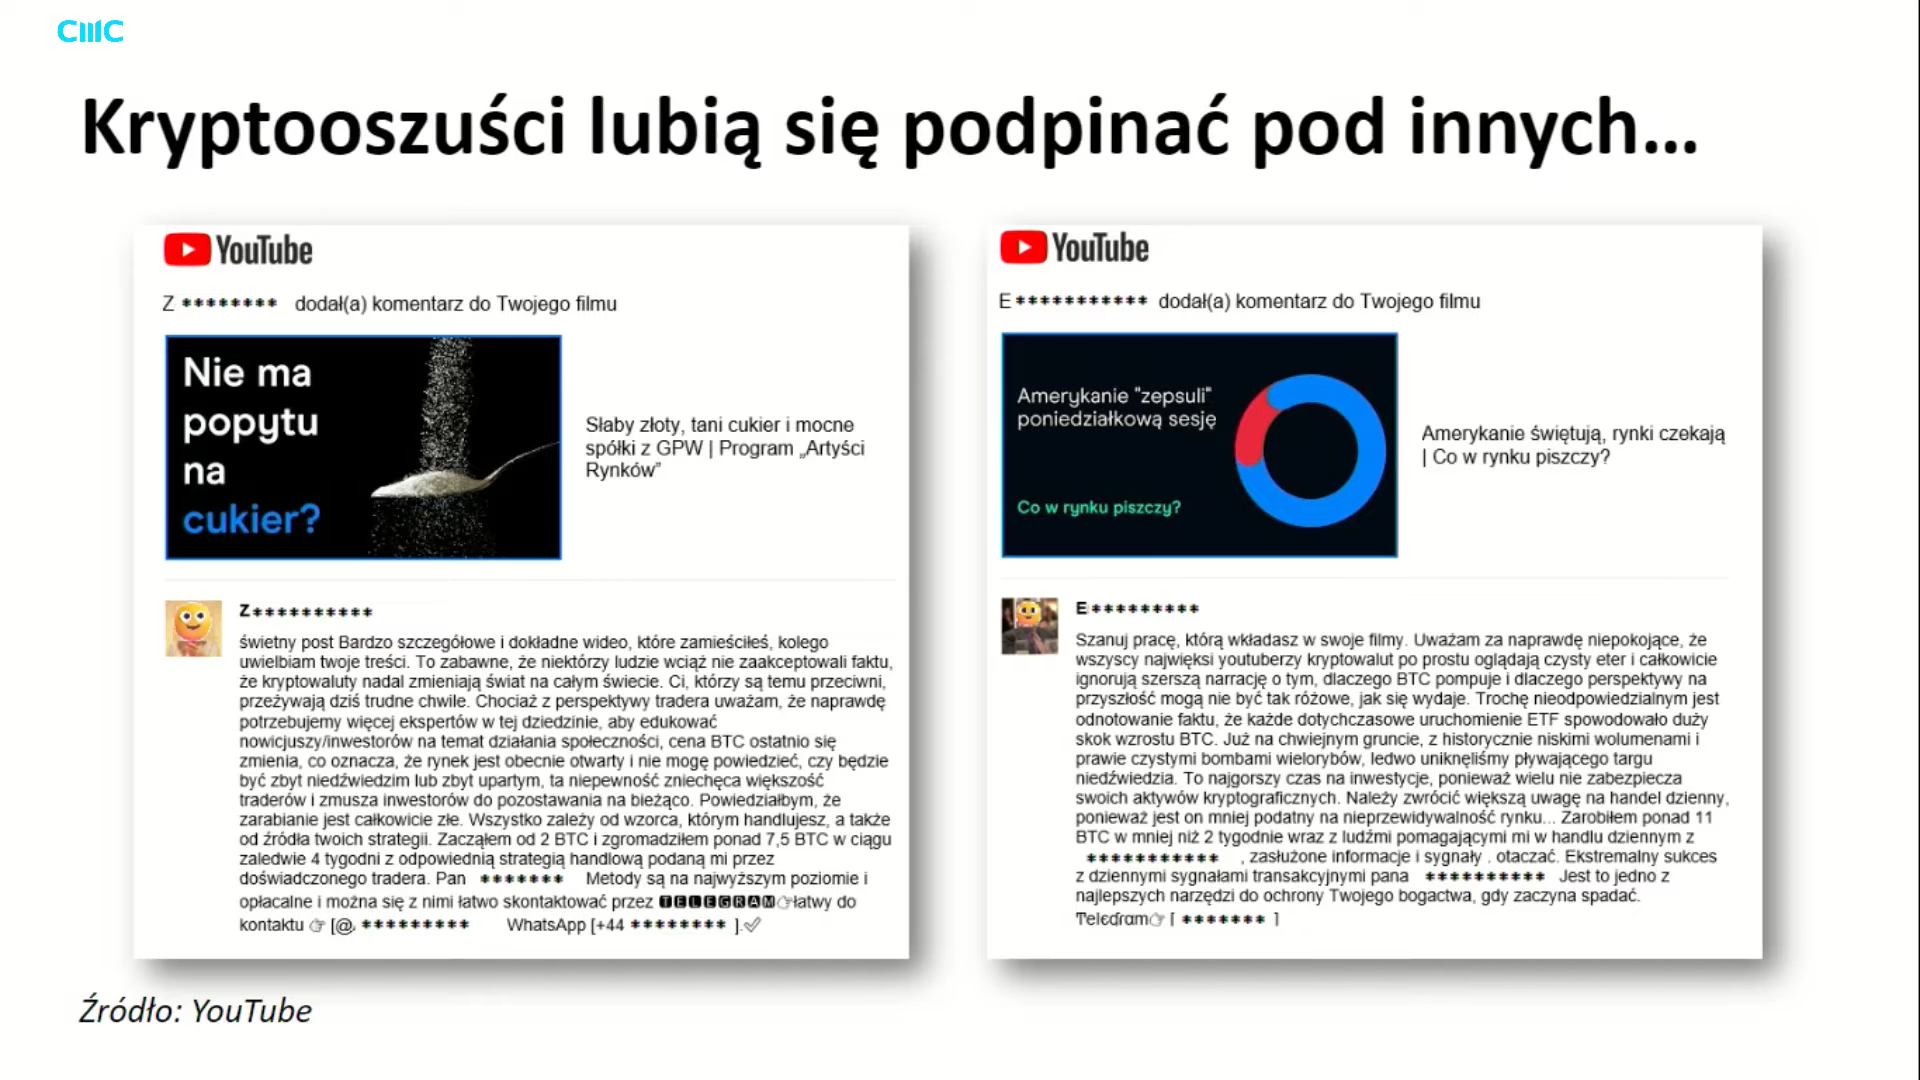 CMC
Kryptooszuści lubią się podpinać pod innych...
YouTube
Z ******** dodał(a) komentarz do Twojego filmu
Nie ma
popytu
na
cukier?
Słaby złoty, tani cukier i mocne
spółki z GPW | Program „Artyści
Rynków”
Z**********
świetny post Bardzo szczegółowe i dokładne wideo, które zamieściłeś, kolego
uwielbiam twoje treści. To zabawne, że niektórzy ludzie wciąż nie zaakceptowali faktu,
że kryptowaluty nadal zmieniają świat na całym świecie. Ci, którzy są temu przeciwni,
przeżywają dziś trudne chwile. Chociaż z perspektywy tradera uważam, że naprawdę
potrzebujemy więcej ekspertów w tej dziedzinie, aby edukować
nowicjuszy/inwestorów na temat działania społeczności, cena BTC ostatnio się
zmienia, co oznacza, że rynek jest obecnie otwarty i nie mogę powiedzieć, czy będzie
być zbyt niedźwiedzim lub zbyt upartym, ta niepewność zniechęca większość
traderów i zmusza inwestorów do pozostawania na bieżąco. Powiedziałbym, że
zarabianie jest całkowicie złe. Wszystko zależy od wzorca, którym handlujesz, a także
od źródła twoich strategii. Zacząłem od 2 BTC i zgromadziłem ponad 7,5 BTC w ciągu
zaledwie 4 tygodni z odpowiednią strategią handlową podaną mi przez
doświadczonego tradera. Pan ******* Metody są na najwyższym poziomie i
opłacalne i można się z nimi łatwo skontaktować przez 🆃🅴🅻🅴🅶🆁🅰🅼👉łatwy do
kontaktu 👉 [@. ********* WhatsApp [+44 ******** ].✅
YouTube
E*********** dodał(a) komentarz do Twojego filmu
Amerykanie "zepsuli"
poniedziałkową sesję
Co w rynku piszczy?
Amerykanie świętują, rynki czekają
| Co w rynku piszczy?
E*********
Szanuj pracę, którą wkładasz w swoje filmy. Uważam za naprawdę niepokojące, że
wszyscy najwięksi youtuberzy kryptowalut po prostu oglądają czysty eter i całkowicie
ignorują szerszą narrację o tym, dlaczego BTC pompuje i dlaczego perspektywy na
przyszłość mogą nie być tak różowe, jak się wydaje. Trochę nieodpowiedzialnym jest
odnotowanie faktu, że każde dotychczasowe uruchomienie ETF spowodowało duży
skok wzrostu BTC. Już na chwiejnym gruncie, z historycznie niskimi wolumenami i
prawie czystymi bombami wielorybów, ledwo uniknęliśmy pływającego targu
niedźwiedzia. To najgorszy czas na inwestycje, ponieważ wielu nie zabezpiecza
swoich aktywów kryptograficznych. Należy zwrócić większą uwagę na handel dzienny,
ponieważ jest on mniej podatny na nieprzewidywalność rynku... Zarobiłem ponad 11
BTC w mniej niż 2 tygodnie wraz z ludźmi pomagającymi mi w handlu dziennym z
*********** , zasłużone informacje i sygnały . otaczać. Ekstremalny sukces
z dziennymi sygnałami transakcyjnymi pana ********** Jest to jedno z
najlepszych narzędzi do ochrony Twojego bogactwa, gdy zaczyna spadać.
Ƭеlеɠгаm👉 [ ******* ]
Źródło: YouTube